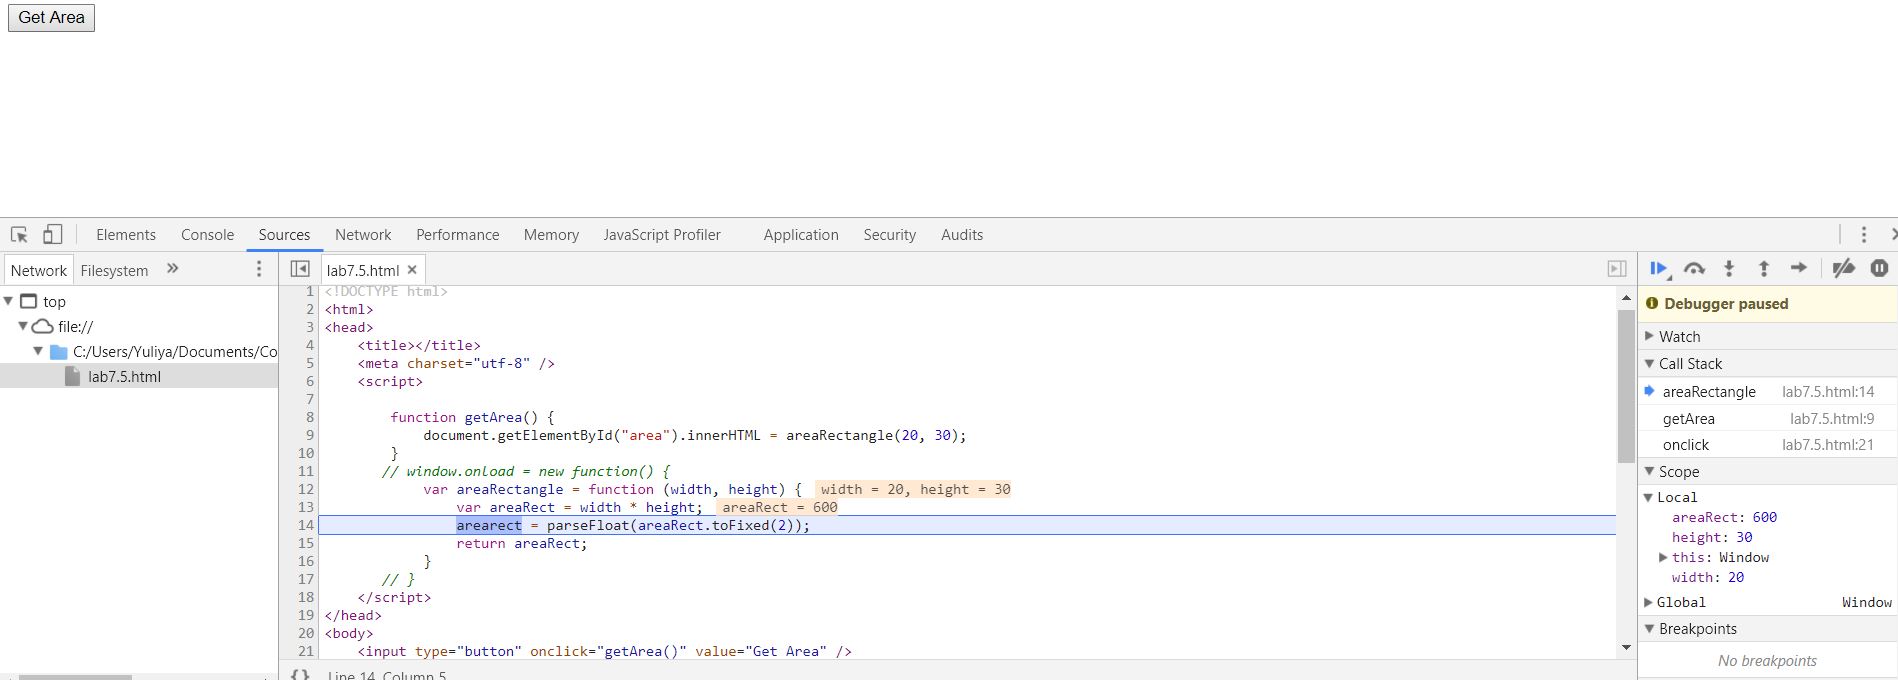 Get Area
Elements Console Sources Network Performance Memory JavaScript Profiler Application Security Audits
Network Filesystem »
top
file://
C:/Users/Yuliya/Documents/Co
lab7.5.html
lab7.5.html ×
1 <!DOCTYPE html>
2 <html>
3 <head>
4 <title></title>
5 <meta charset="utf-8" />
6 <script>
7
8 function getArea() {
9 document.getElementById("area").innerHTML = areaRectangle(20, 30);
10 }
11 // window.onload = new function() {
12 var areaRectangle = function (width, height) { width = 20, height = 30
13 var areaRect = width * height; areaRect = 600
14 arearect = parseFloat(areaRect.toFixed(2));
15 return areaRect;
16 }
17 // }
18 </script>
19 </head>
20 <body>
21 <input type="button" onclick="getArea()" value="Get Area" />
{} Line 14, Column 5
Debugger paused
Watch
Call Stack
areaRectangle lab7.5.html:14
getArea lab7.5.html:9
onclick lab7.5.html:21
Scope
Local
areaRect: 600
height: 30
this: Window
width: 20
Global Window
Breakpoints
No breakpoints